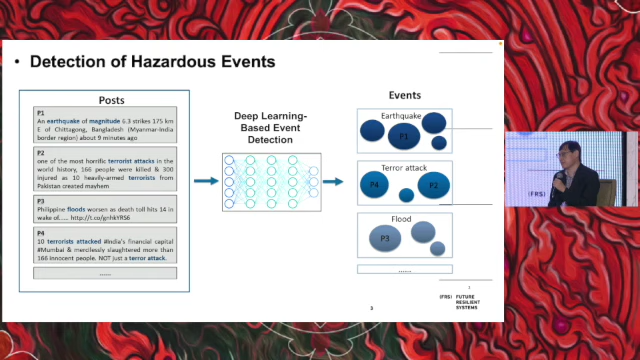 • Detection of Hazardous Events
Posts
P1
An earthquake of magnitude 6.3 strikes 175 km
E of Chittagong, Bangladesh (Myanmar-India
border region) about 9 minutes ago
P2
one of the most horrific terrorist attacks in the
world history, 166 people were killed & 300
injured as 10 heavily-armed terrorists from
Pakistan created mayhem
P3
Philippine floods worsen as death toll hits 14 in
wake of..... http://t.co/gnhkYRS6
P4
10 terrorists attacked #India's financial capital
#Mumbai & mercilessly slaughtered more than
166 innocent people. NOT just a terror attack.
......
Deep Learning-
Based Event
Detection
Events
Earthquake
P1
Terror attack
P4
P2
Flood
P3
......
3
(FRS)
FUTURE
RESILIENT
SYSTEMS
(FRS)